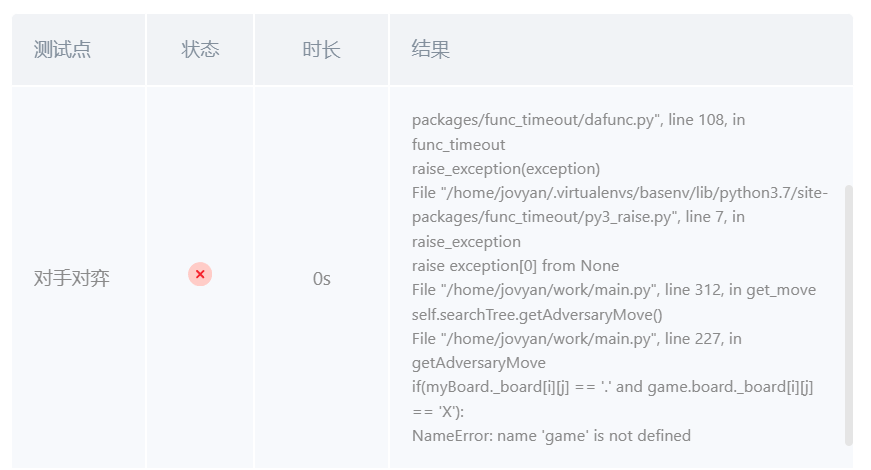 测试点 状态 时长 结果
packages/func_timeout/dafunc.py", line 108, in
func_timeout
raise_exception(exception)
File "/home/jovyan/.virtualenvs/basenv/lib/python3.7/site-
packages/func_timeout/py3_raise.py", line 7, in
raise_exception
raise exception[0] from None
对手对弈
0s
File "/home/jovyan/work/main.py", line 312, in get_move
self.searchTree.getAdversaryMove()
File "/home/jovyan/work/main.py", line 227, in
getAdversaryMove
if(myBoard._board[i][j] == '.' and game.board._board[i][j]
== 'X'):
NameError: name 'game' is not defined